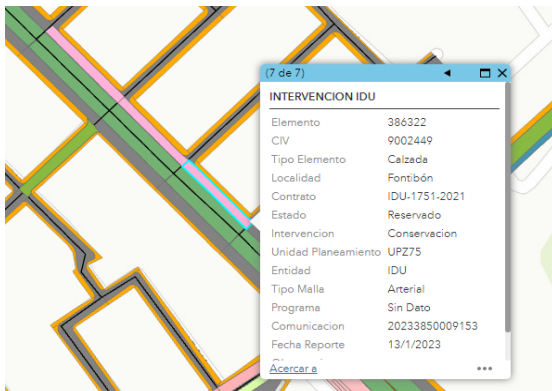 (7 de 7)
INTERVENCION IDU
Elemento 386322
CIV 9002449
Tipo Elemento Calzada
Localidad Fontibón
Contrato IDU-1751-2021
Estado Reservado
Intervencion Conservacion
Unidad Planeamiento UPZ75
Entidad IDU
Tipo Malla Arterial
Programa Sin Dato
Comunicacion 20233850009153
Fecha Reporte 13/1/2023
Acercar a